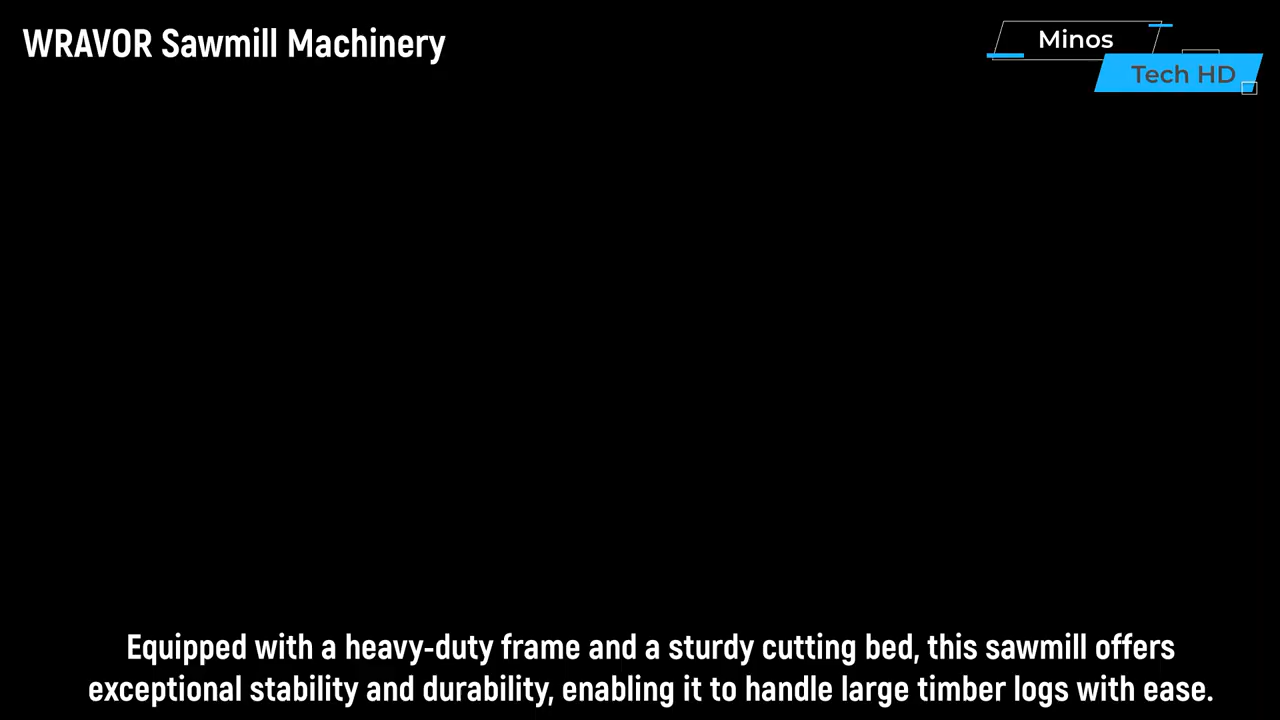 WRAVOR Sawmill Machinery
Minos
Tech HD
Equipped with a heavy-duty frame and a sturdy cutting bed, this sawmill offers
exceptional stability and durability, enabling it to handle large timber logs with ease.